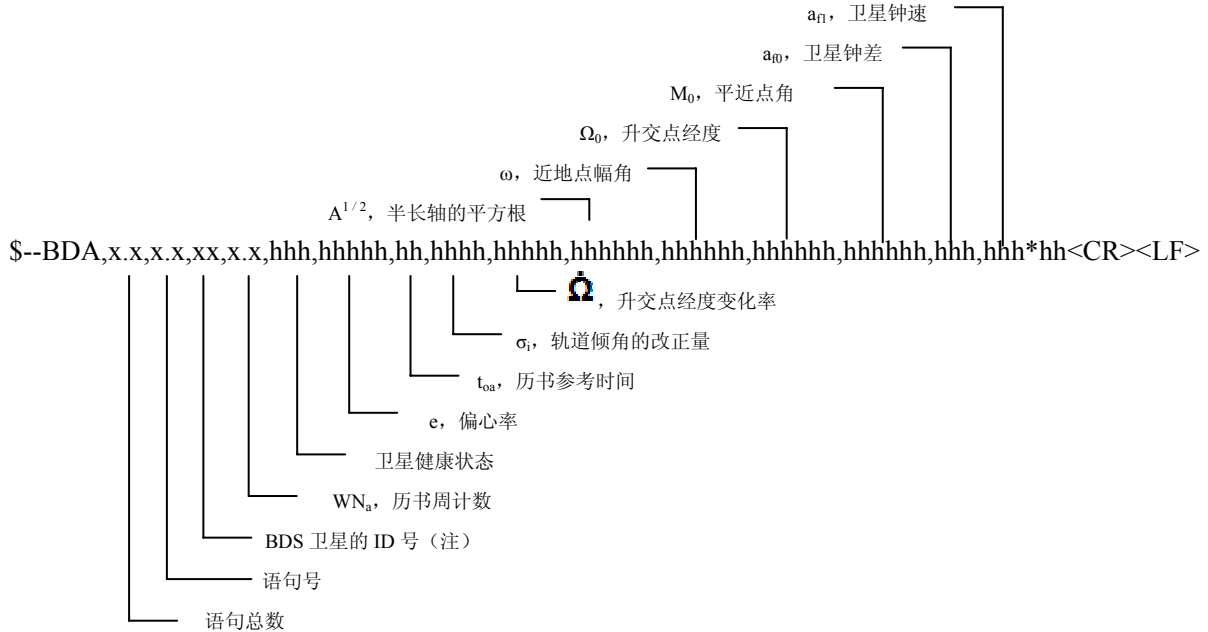 a_f1，卫星钟速
a_f0，卫星钟差
M₀，平近点角
Ω₀，升交点经度
ω，近地点幅角
A^1/2，半长轴的平方根
$--BDA,x.x,x.x,xx,x.x,hhh,hhhhh,hh,hhhh,hhhhh,hhhhhh,hhhhhh,hhhhhh,hhhhhh,hhh,hhh*hh<CR><LF>
Ω̇，升交点经度变化率
σᵢ，轨道倾角的改正量
t_oa，历书参考时间
e，偏心率
卫星健康状态
WNₐ，历书周计数
BDS 卫星的 ID 号（注）
语句号
语句总数